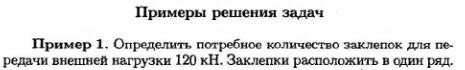 Примеры решения задач
Пример 1. Определить потребное количество заклепок для пе-
редачи внешней нагрузки 120 кН. Заклепки расположить в один ряд.